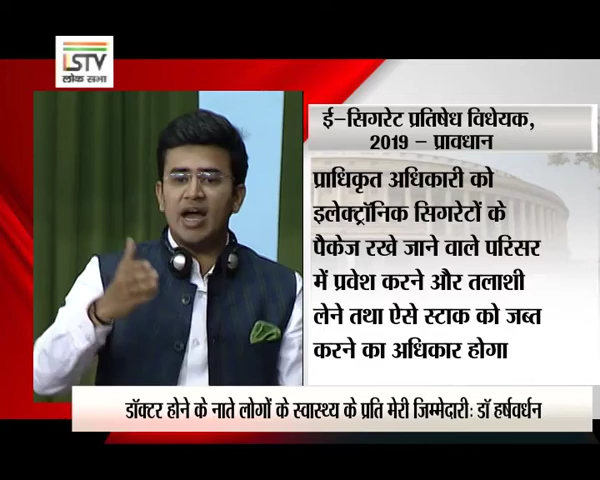 LSTV
लोक सभा
ई-सिगरेट प्रतिषेध विधेयक,
2019 - प्रावधान
प्राधिकृत अधिकारी को
इलेक्ट्रॉनिक सिगरेटों के
पैकेज रखे जाने वाले परिसर
में प्रवेश करने और तलाशी
लेने तथा ऐसे स्टाक को जब्त
करने का अधिकार होगा
डॉक्टर होने के नाते लोगों के स्वास्थ्य के प्रति मेरी जिम्मेदारीः डॉ हर्षवर्धन